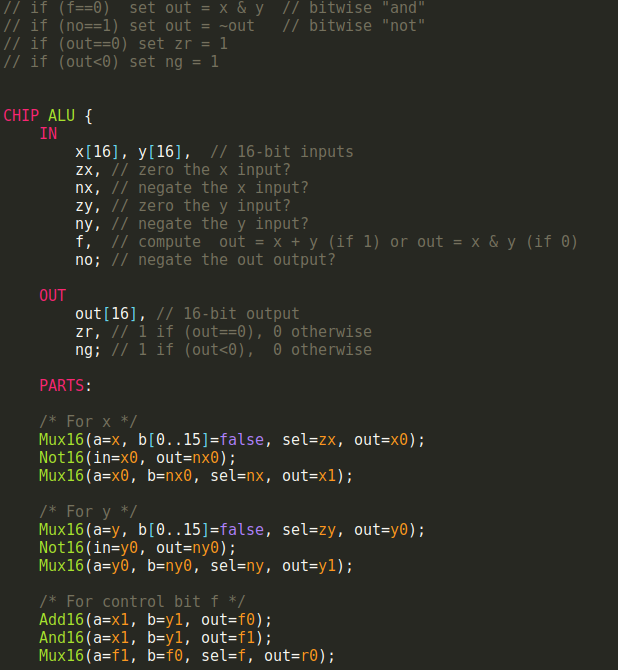 // if (f==0)  set out = x & y  // bitwise "and"
// if (no==1) set out = ~out   // bitwise "not"
// if (out==0) set zr = 1
// if (out<0) set ng = 1
CHIP ALU {
    IN
        x[16], y[16],  // 16-bit inputs
        zx, // zero the x input?
        nx, // negate the x input?
        zy, // zero the y input?
        ny, // negate the y input?
        f,  // compute  out = x + y (if 1) or out = x & y (if 0)
        no; // negate the out output?
    OUT
        out[16], // 16-bit output
        zr, // 1 if (out==0), 0 otherwise
        ng; // 1 if (out<0),  0 otherwise
    PARTS:
    /* For x */
    Mux16(a=x, b[0..15]=false, sel=zx, out=x0);
    Not16(in=x0, out=nx0);
    Mux16(a=x0, b=nx0, sel=nx, out=x1);
    /* For y */
    Mux16(a=y, b[0..15]=false, sel=zy, out=y0);
    Not16(in=y0, out=ny0);
    Mux16(a=y0, b=ny0, sel=ny, out=y1);
    /* For control bit f */
    Add16(a=x1, b=y1, out=f0);
    And16(a=x1, b=y1, out=f1);
    Mux16(a=f1, b=f0, sel=f, out=r0);